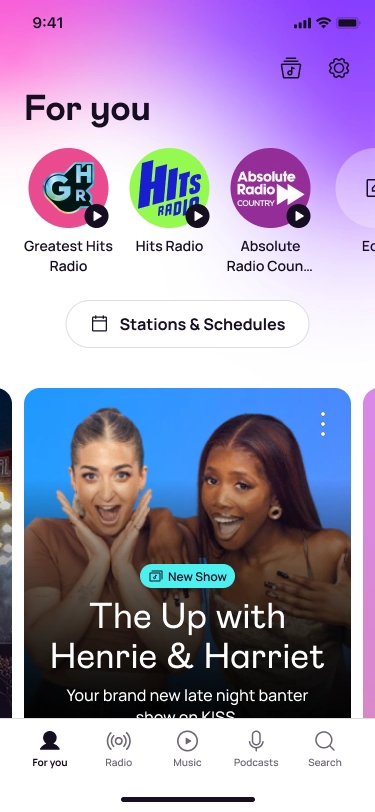 9:41
For you
GHR
HITS
RADIO
Absolute
Radio
COUNTRY
Greatest Hits
Radio
Hits Radio
Absolute
Radio Coun...
Ed
Stations & Schedules
New Show
The Up with
Henrie & Harriet
Your brand new late night banter
show on KISS
For you
Radio
Music
Podcasts
Search